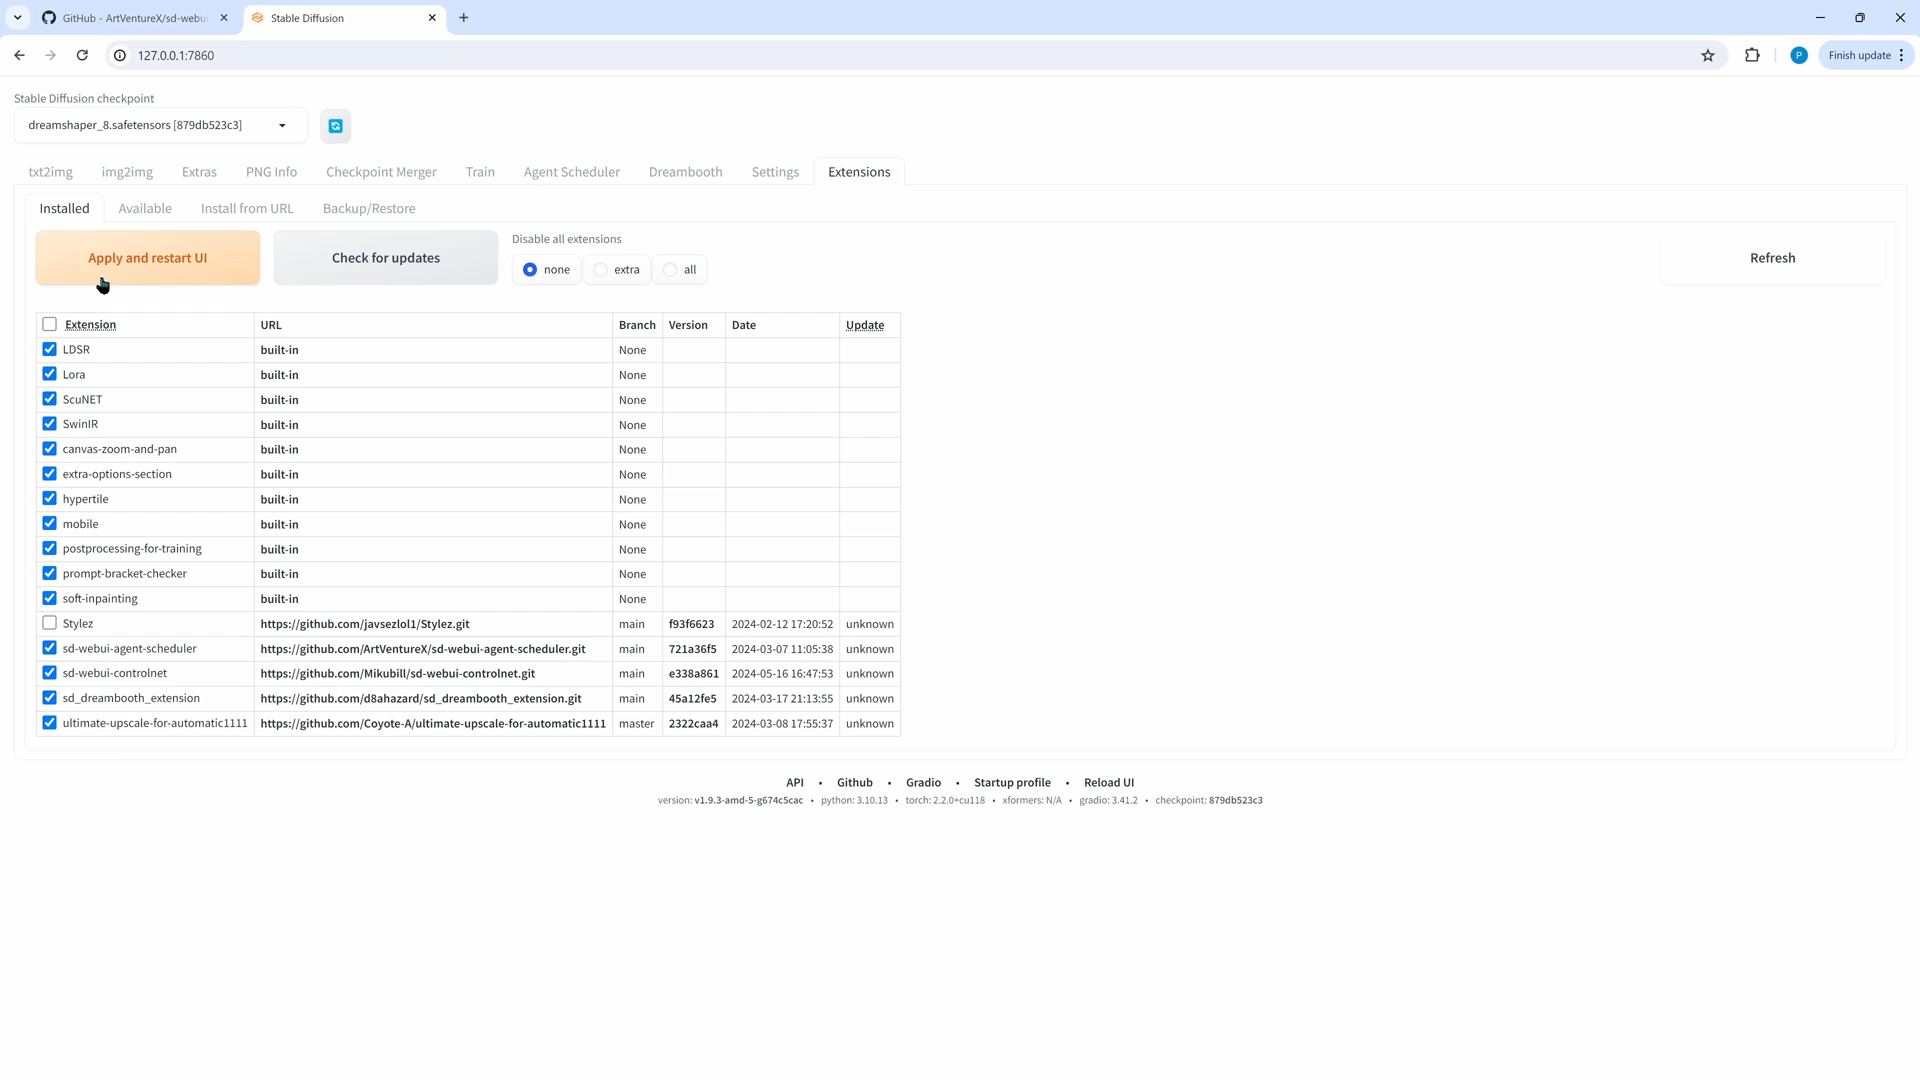 GitHub - ArtVentureX/sd-webu
Stable Diffusion
127.0.0.1:7860
P
Finish update
Stable Diffusion checkpoint
dreamshaper_8.safetensors [879db523c3]
txt2img img2img Extras PNG Info Checkpoint Merger Train Agent Scheduler Dreambooth Settings Extensions
Installed Available Install from URL Backup/Restore
Apply and restart UI
Check for updates
Disable all extensions
none extra all
Refresh
Extension URL Branch Version Date Update
LDSR built-in None
Lora built-in None
ScuNET built-in None
SwinIR built-in None
canvas-zoom-and-pan built-in None
extra-options-section built-in None
hypertile built-in None
mobile built-in None
postprocessing-for-training built-in None
prompt-bracket-checker built-in None
soft-inpainting built-in None
Stylez https://github.com/javsezlol1/Stylez.git main f93f6623 2024-02-12 17:20:52 unknown
sd-webui-agent-scheduler https://github.com/ArtVentureX/sd-webui-agent-scheduler.git main 721a36f5 2024-03-07 11:05:38 unknown
sd-webui-controlnet https://github.com/Mikubill/sd-webui-controlnet.git main e338a861 2024-05-16 16:47:53 unknown
sd_dreambooth_extension https://github.com/d8ahazard/sd_dreambooth_extension.git main 45a12fe5 2024-03-17 21:13:55 unknown
ultimate-upscale-for-automatic1111 https://github.com/Coyote-A/ultimate-upscale-for-automatic1111 master 2322caa4 2024-03-08 17:55:37 unknown
API • Github • Gradio • Startup profile • Reload UI
version: v1.9.3-amd-5-g674c5cac • python: 3.10.13 • torch: 2.2.0+cu118 • xformers: N/A • gradio: 3.41.2 • checkpoint: 879db523c3